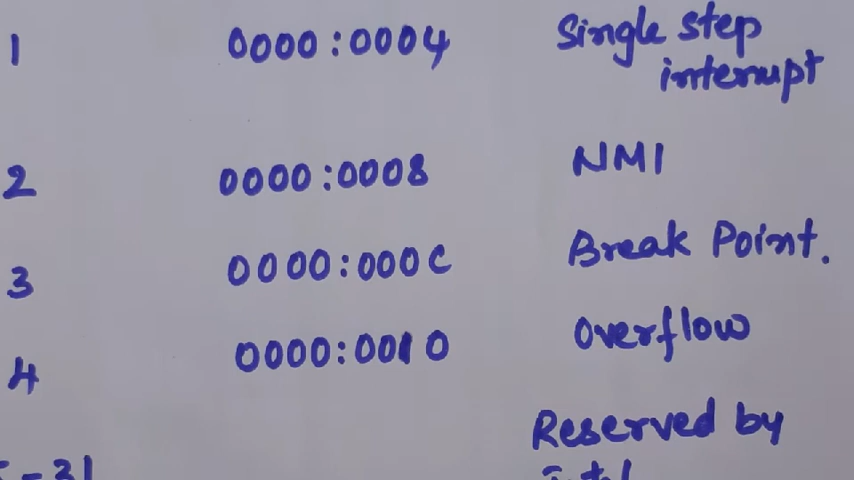 1 0000:0004 Single step
interrupt
2 0000:0008 NMI
3 0000:000C Break Point.
4 0000:0010 Overflow
Reserved by
- 31